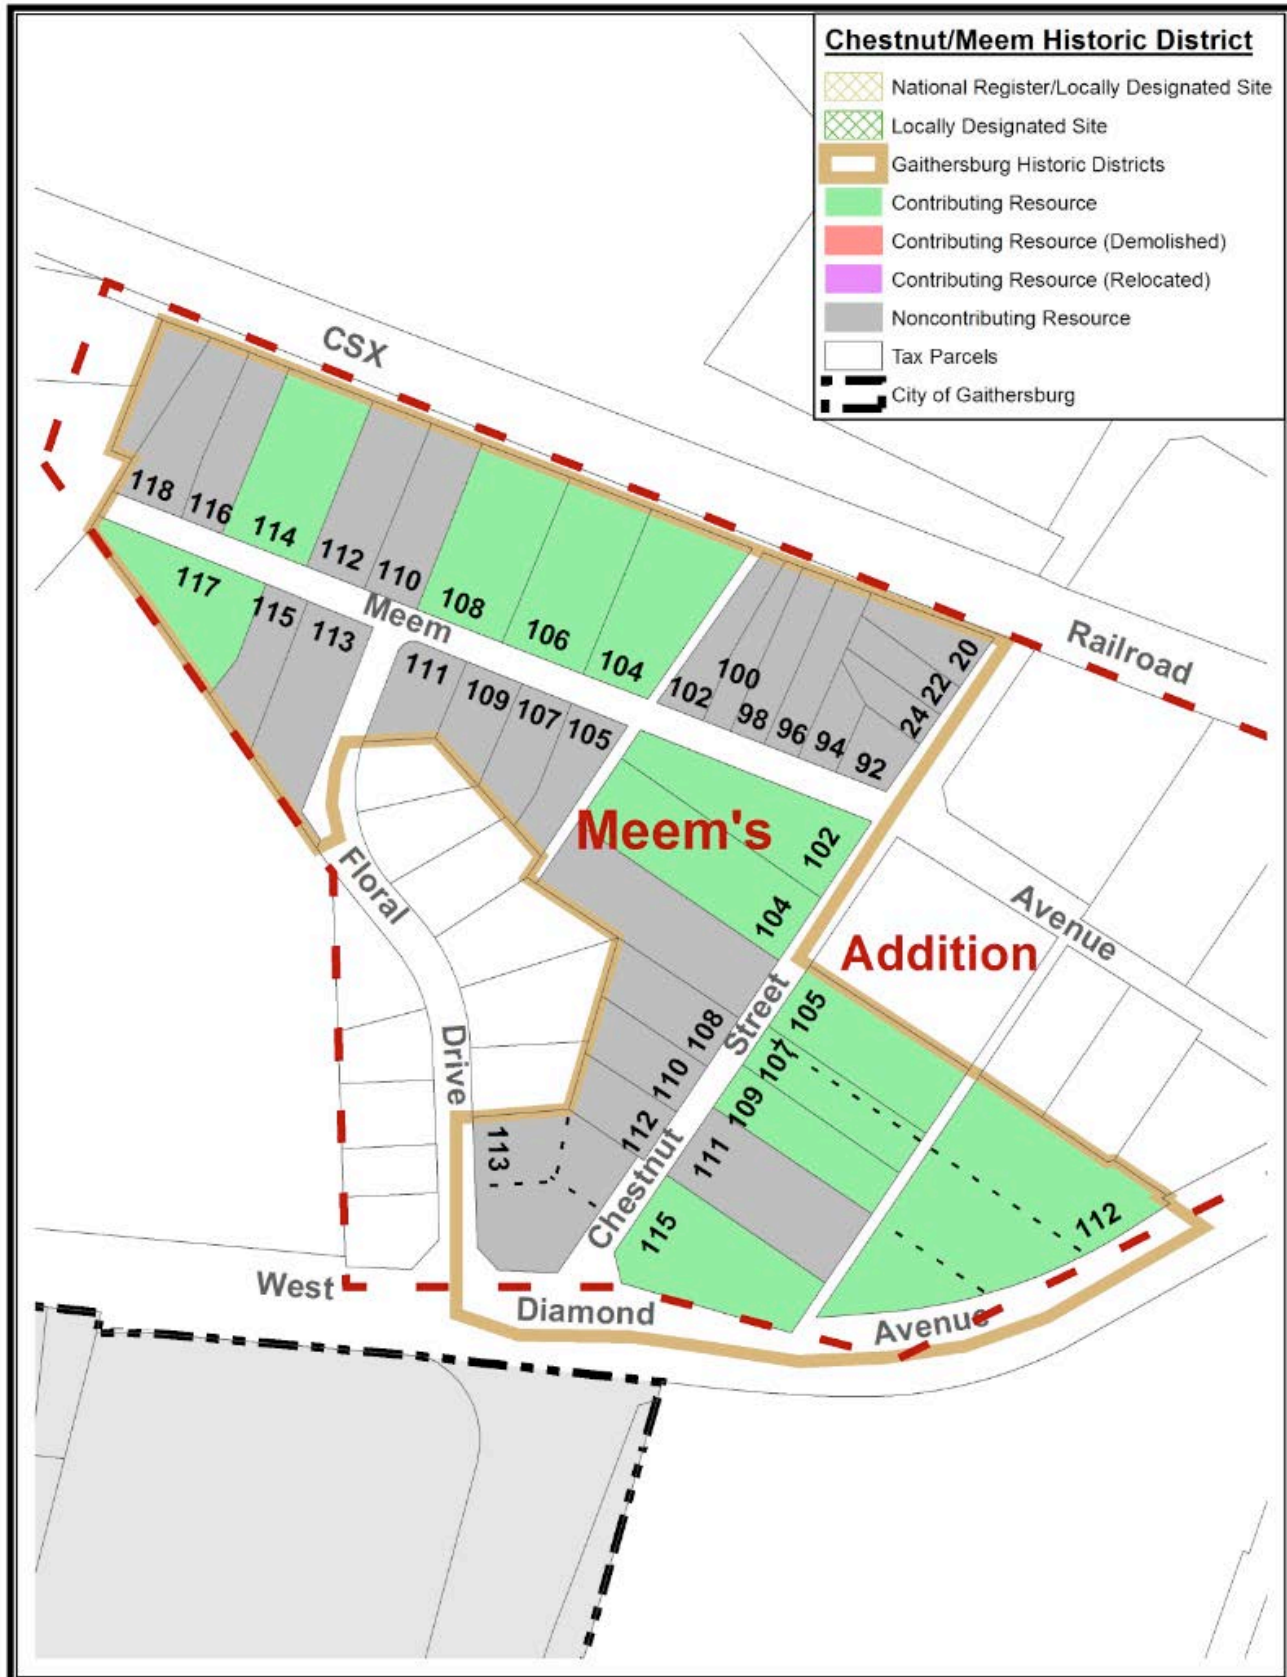 Chestnut/Meem Historic District
National Register/Locally Designated Site
Locally Designated Site
Gaithersburg Historic Districts
Contributing Resource
Contributing Resource (Demolished)
Contributing Resource (Relocated)
Noncontributing Resource
Tax Parcels
City of Gaithersburg
CSX
Railroad
118
116
114
112
110
108
106
104
102
100
98
96
94
92
24
22
20
Meem
Avenue
117
115
113
111
109
107
105
Meem's
Addition
102
104
108
110
112
113
Floral
Drive
Chestnut
Street
105
107
109
111
115
112
West
Diamond
Avenue